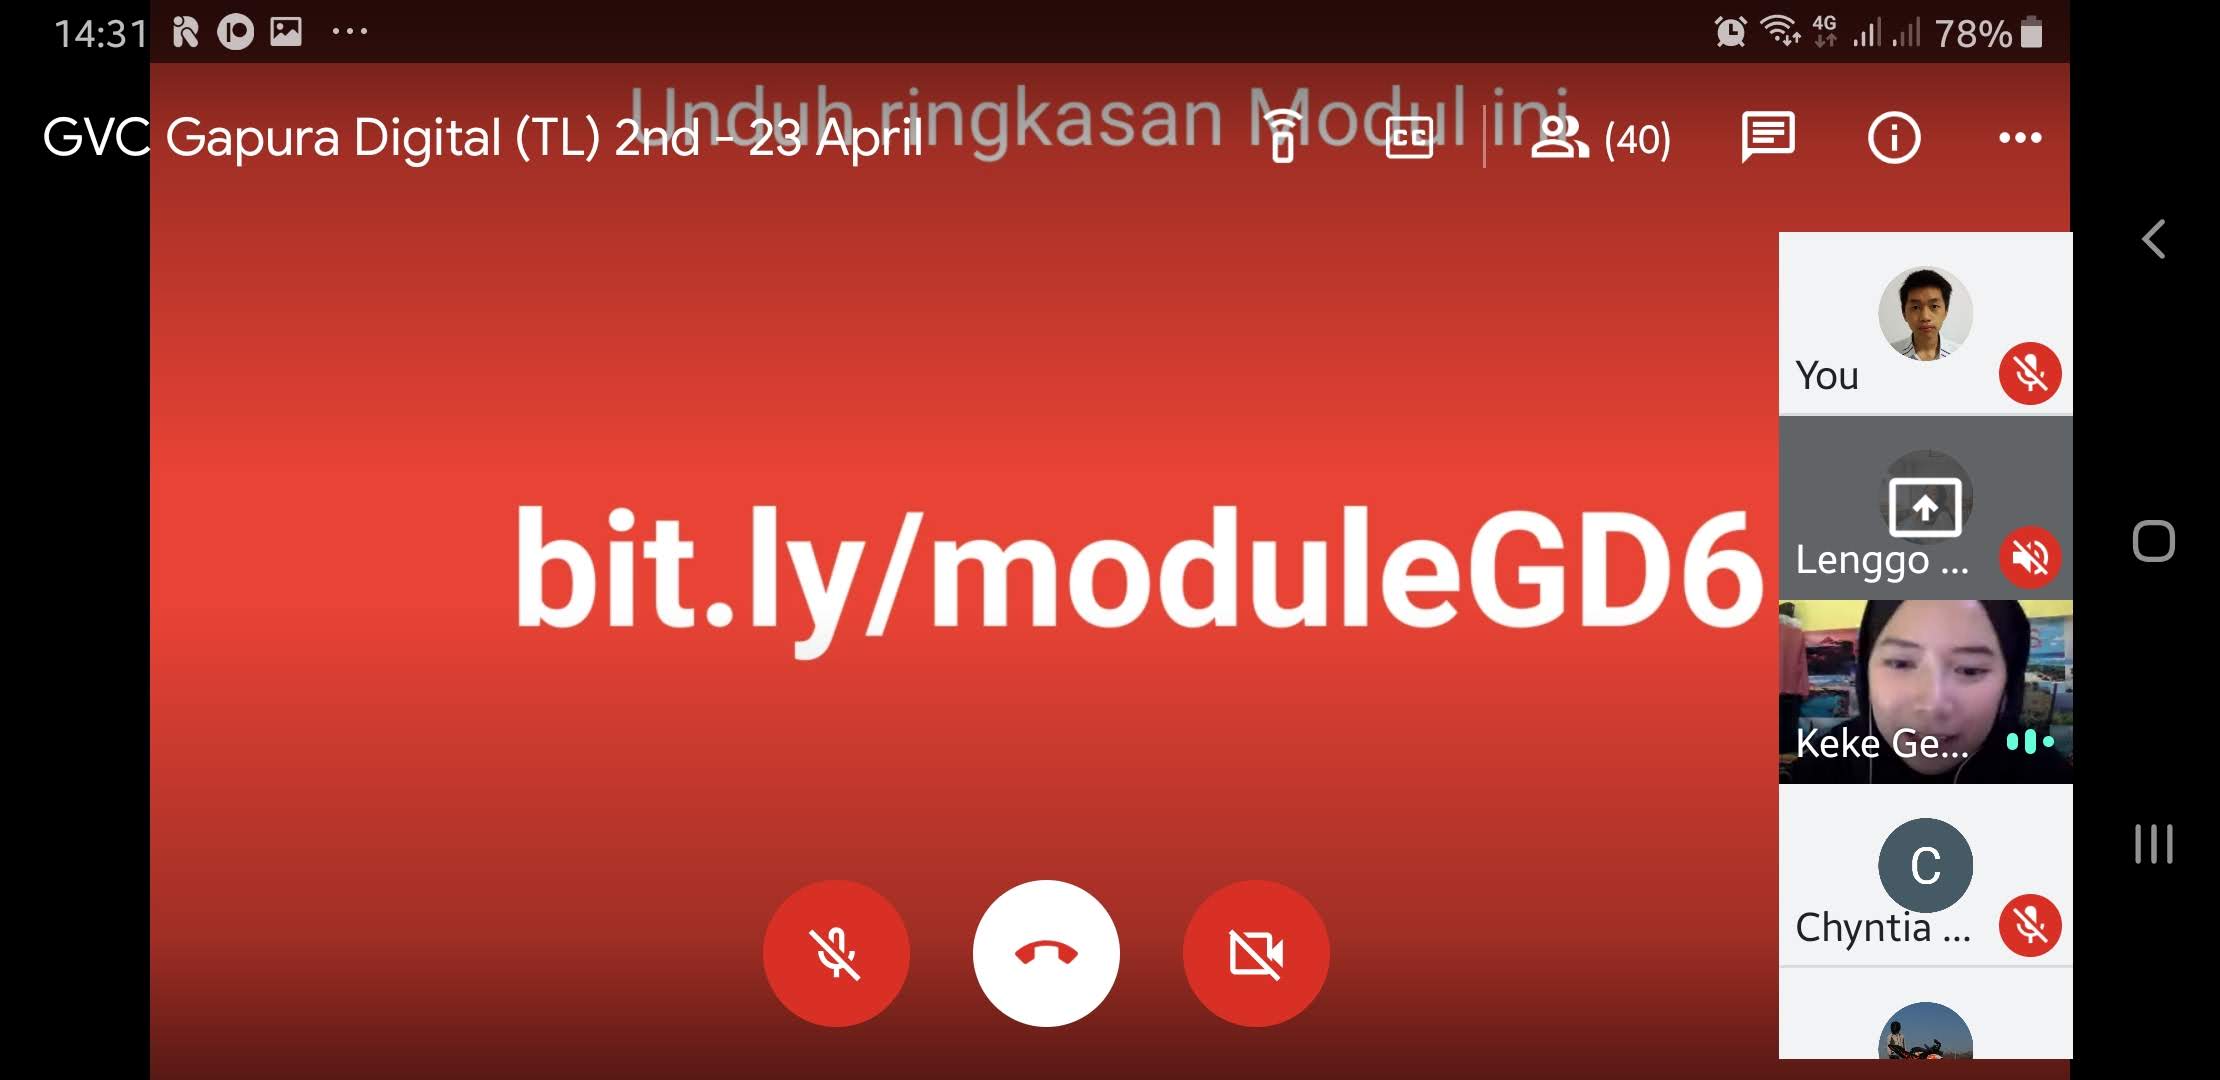 14:31 ... 4G 78%
Unduh ringkasan Modul ini
GVC Gapura Digital (TL) 2nd - 23 April CC (40)
You
bit.ly/moduleGD6
Lenggo ...
Keke Ge...
C
Chyntia ...